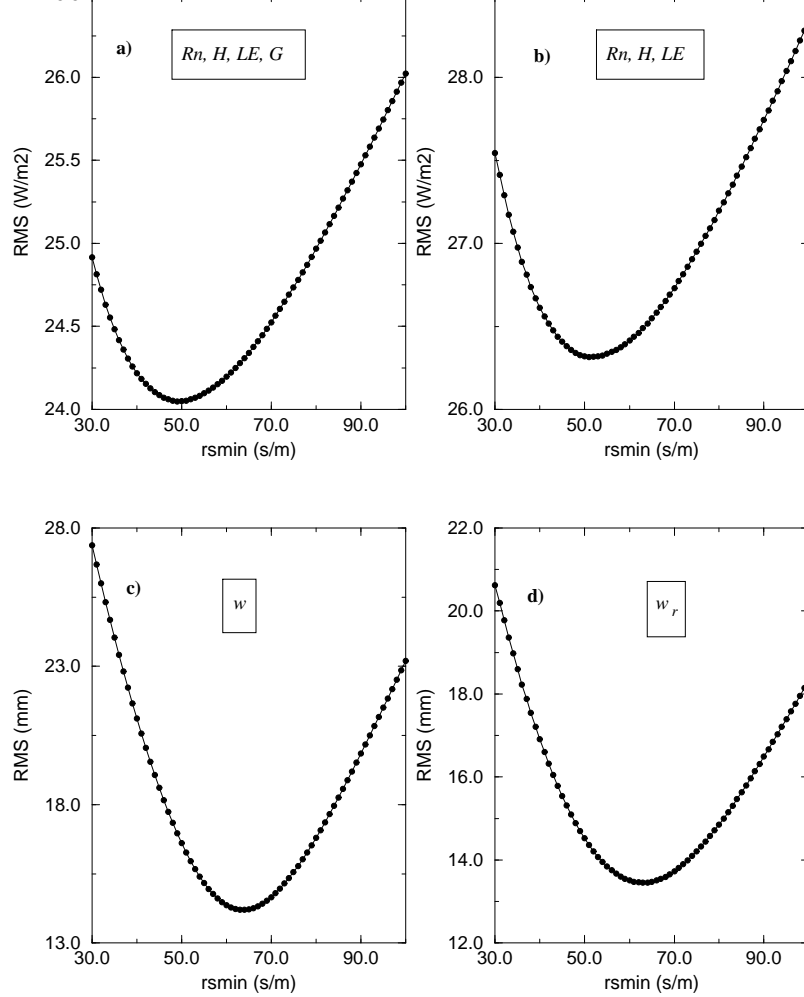 a)
Rn, H, LE, G
26.0
25.5
25.0
24.5
24.0
RMS (W/m2)
30.0 50.0 70.0 90.0
rsmin (s/m)
b)
Rn, H, LE
28.0
27.0
26.0
RMS (W/m2)
30.0 50.0 70.0 90.0
rsmin (s/m)
c)
w
28.0
23.0
18.0
13.0
RMS (mm)
30.0 50.0 70.0 90.0
rsmin (s/m)
d)
w r
22.0
20.0
18.0
16.0
14.0
12.0
RMS (mm)
30.0 50.0 70.0 90.0
rsmin (s/m)